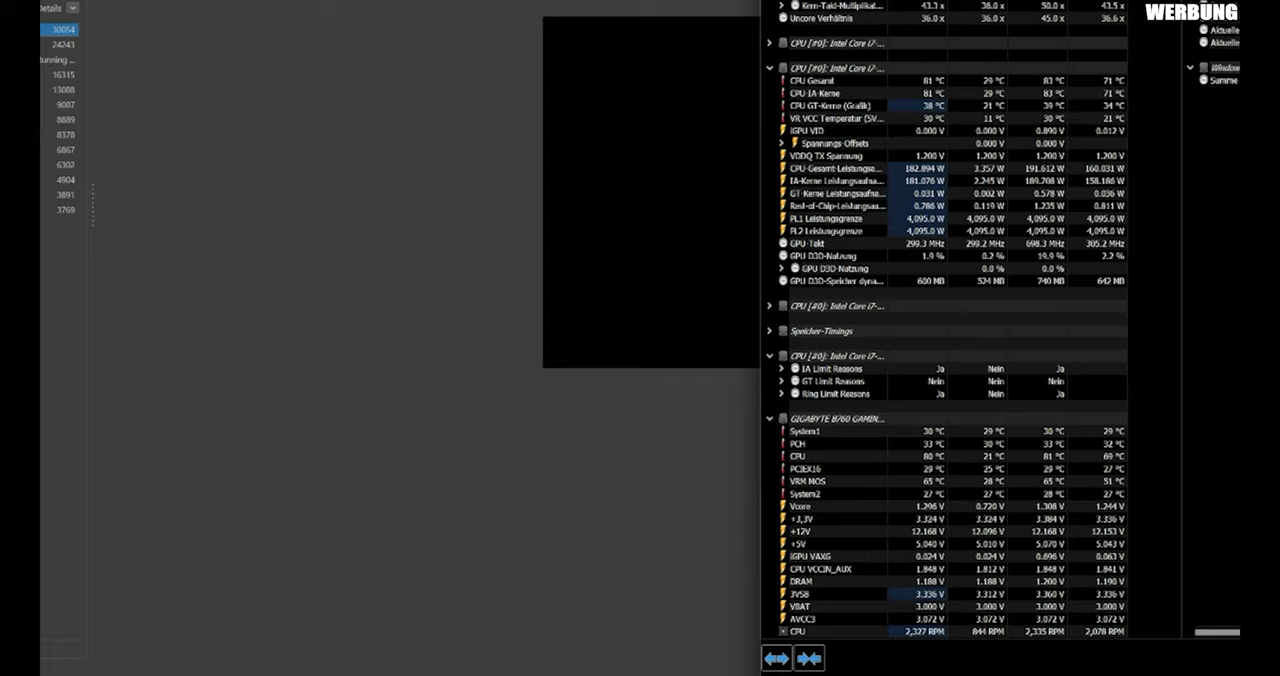 Details
WERBUNG
30054
24243
unning ...
16315
13088
9087
8889
8378
6867
6302
4904
3891
3769
Kern-Takt-Multiplikat... 43.3 x 36.0 x 50.0 x 43.5 x
Uncore Verhältnis 36.0 x 36.0 x 45.0 x 36.6 x
CPU [#0]: Intel Core i7-...
CPU [#0]: Intel Core i7-...
CPU Gesamt 81 °C 29 °C 83 °C 71 °C
CPU-IA-Kerne 81 °C 29 °C 83 °C 71 °C
CPU GT-Kerne (Grafik) 38 °C 21 °C 39 °C 34 °C
VR VCC Temperatur (SV... 30 °C 11 °C 30 °C 21 °C
iGPU VID 0.000 V 0.000 V 0.890 V 0.012 V
Spannungs-Offsets 0.000 V 0.000 V
VDDQ TX Spannung 1.200 V 1.200 V 1.200 V 1.200 V
CPU-Gesamt-Leistungsa... 182.894 W 3.357 W 191.612 W 160.031 W
IA-Kerne Leistungsaufna... 181.076 W 2.245 W 189.708 W 158.186 W
GT-Kerne Leistungsaufna... 0.031 W 0.002 W 0.578 W 0.036 W
Rest-of-Chip-Leistungsau... 0.786 W 0.119 W 1.235 W 0.811 W
PL1 Leistungsgrenze 4,095.0 W 4,095.0 W 4,095.0 W 4,095.0 W
PL2 Leistungsgrenze 4,095.0 W 4,095.0 W 4,095.0 W 4,095.0 W
GPU-Takt 299.3 MHz 299.2 MHz 698.3 MHz 305.2 MHz
GPU D3D-Nutzung 1.9 % 0.2 % 19.9 % 2.2 %
GPU D3D-Nutzung 0.0 % 0.0 %
GPU D3D-Speicher dyna... 600 MB 524 MB 740 MB 642 MB
CPU [#0]: Intel Core i7-...
Speicher-Timings
CPU [#0]: Intel Core i7-...
IA Limit Reasons Ja Nein Ja
GT Limit Reasons Nein Nein Nein
Ring Limit Reasons Ja Nein Ja
GIGABYTE B760 GAMIN...
System1 30 °C 29 °C 30 °C 29 °C
PCH 33 °C 30 °C 33 °C 32 °C
CPU 80 °C 21 °C 81 °C 69 °C
PCIEX16 29 °C 25 °C 29 °C 27 °C
VRM MOS 65 °C 28 °C 65 °C 51 °C
System2 27 °C 27 °C 28 °C 27 °C
Vcore 1.296 V 0.720 V 1.308 V 1.244 V
+3,3V 3.324 V 3.324 V 3.384 V 3.336 V
+12V 12.168 V 12.096 V 12.168 V 12.153 V
+5V 5.040 V 5.010 V 5.070 V 5.043 V
iGPU VAXG 0.024 V 0.024 V 0.696 V 0.063 V
CPU VCCIN_AUX 1.848 V 1.812 V 1.848 V 1.841 V
DRAM 1.188 V 1.188 V 1.200 V 1.190 V
3VSB 3.336 V 3.312 V 3.360 V 3.336 V
VBAT 3.000 V 3.000 V 3.000 V 3.000 V
AVCC3 3.072 V 3.072 V 3.072 V 3.072 V
CPU 2,327 RPM 844 RPM 2,335 RPM 2,078 RPM
Aktuelle
Aktuelle
Window
Summe